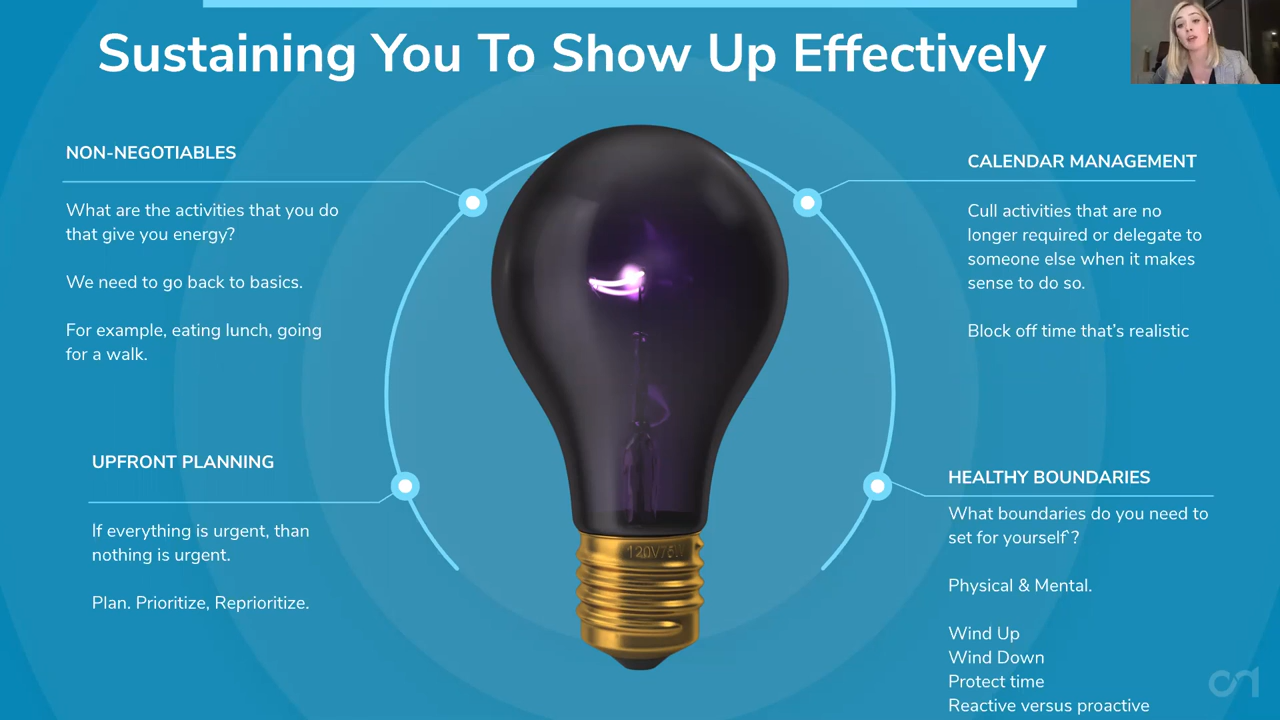 Sustaining You To Show Up Effectively
NON-NEGOTIABLES
What are the activities that you do
that give you energy?
We need to go back to basics.
For example, eating lunch, going
for a walk.
UPFRONT PLANNING
If everything is urgent, than
nothing is urgent.
Plan. Prioritize, Reprioritize.
120V75W
CALENDAR MANAGEMENT
Cull activities that are no
longer required or delegate to
someone else when it makes
sense to do so.
Block off time that's realistic
HEALTHY BOUNDARIES
What boundaries do you need to
set for yourself`?
Physical & Mental.
Wind Up
Wind Down
Protect time
Reactive versus proactive